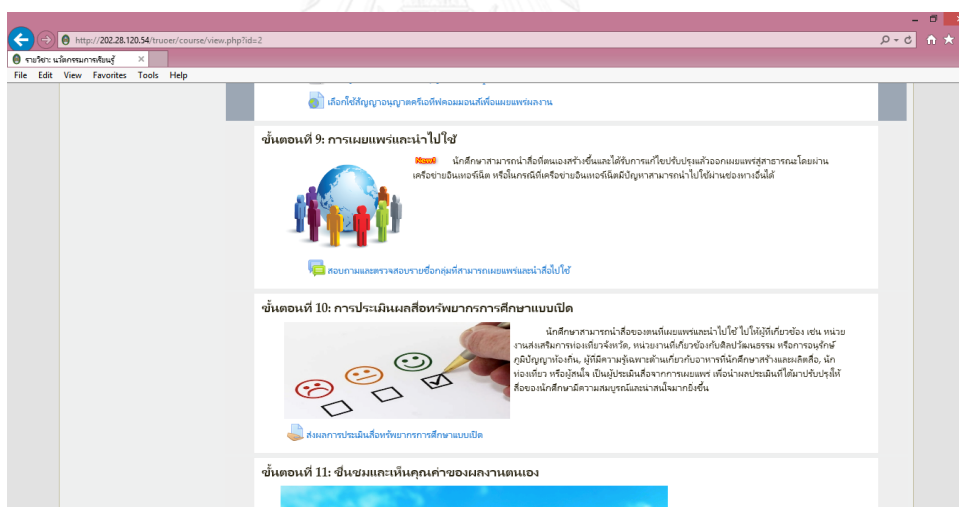 http://202.28.120.54/truoer/course/view.php?id=2
รายวิชา: นวัตกรรมการเรียนรู้
File Edit View Favorites Tools Help
เลือกใช้สัญญาอนุญาตครีเอทีฟคอมมอนส์เพื่อเผยแพร่ผลงาน
ขั้นตอนที่ 9: การเผยแพร่และนำไปใช้
New! นักศึกษาสามารถนำสื่อที่ตนเองสร้างขึ้นและได้รับการแก้ไขปรับปรุงแล้วออกเผยแพร่สู่สาธารณะโดยผ่าน
เครือข่ายอินเทอร์เน็ต หรือในกรณีที่เครือข่ายอินเทอร์เน็ตมีปัญหาสามารถนำไปใช้ผ่านช่องทางอื่นได้
สอบถามและตรวจสอบรายชื่อกลุ่มที่สามารถเผยแพร่และนำสื่อไปใช้
ขั้นตอนที่ 10: การประเมินผลสื่อทรัพยากรการศึกษาแบบเปิด
นักศึกษาสามารถนำสื่อของตนที่เผยแพร่และนำไปใช้ ไปให้ผู้ที่เกี่ยวข้อง เช่น หน่วย
งานส่งเสริมการท่องเที่ยวจังหวัด, หน่วยงานที่เกี่ยวข้องกับศิลปวัฒนธรรม หรือการอนุรักษ์
ภูมิปัญญาท้องถิ่น, ผู้ที่มีความรู้เฉพาะด้านเกี่ยวกับอาหารที่นักศึกษาสร้างและผลิตสื่อ, นัก
ท่องเที่ยว หรือผู้สนใจ เป็นผู้ประเมินสื่อจากการเผยแพร่ เพื่อนำผลประเมินที่ได้มาปรับปรุงให้
สื่อของนักศึกษามีความสมบูรณ์และน่าสนใจมากยิ่งขึ้น
ส่งผลการประเมินสื่อทรัพยากรการศึกษาแบบเปิด
ขั้นตอนที่ 11: ชื่นชมและเห็นคุณค่าของผลงานตนเอง